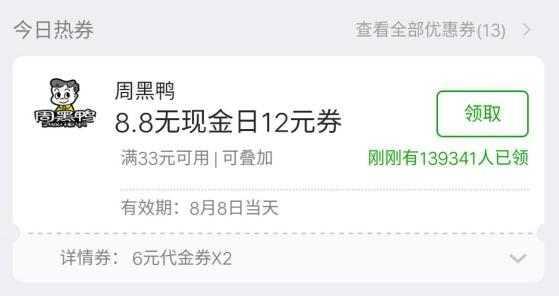 今日热券
查看全部优惠券(13)
周黑鸭
周黑鸭
8.8无现金日12元券
领取
满33元可用 | 可叠加
刚刚有139341人已领
有效期：8月8日当天
详情券： 6元代金券X2